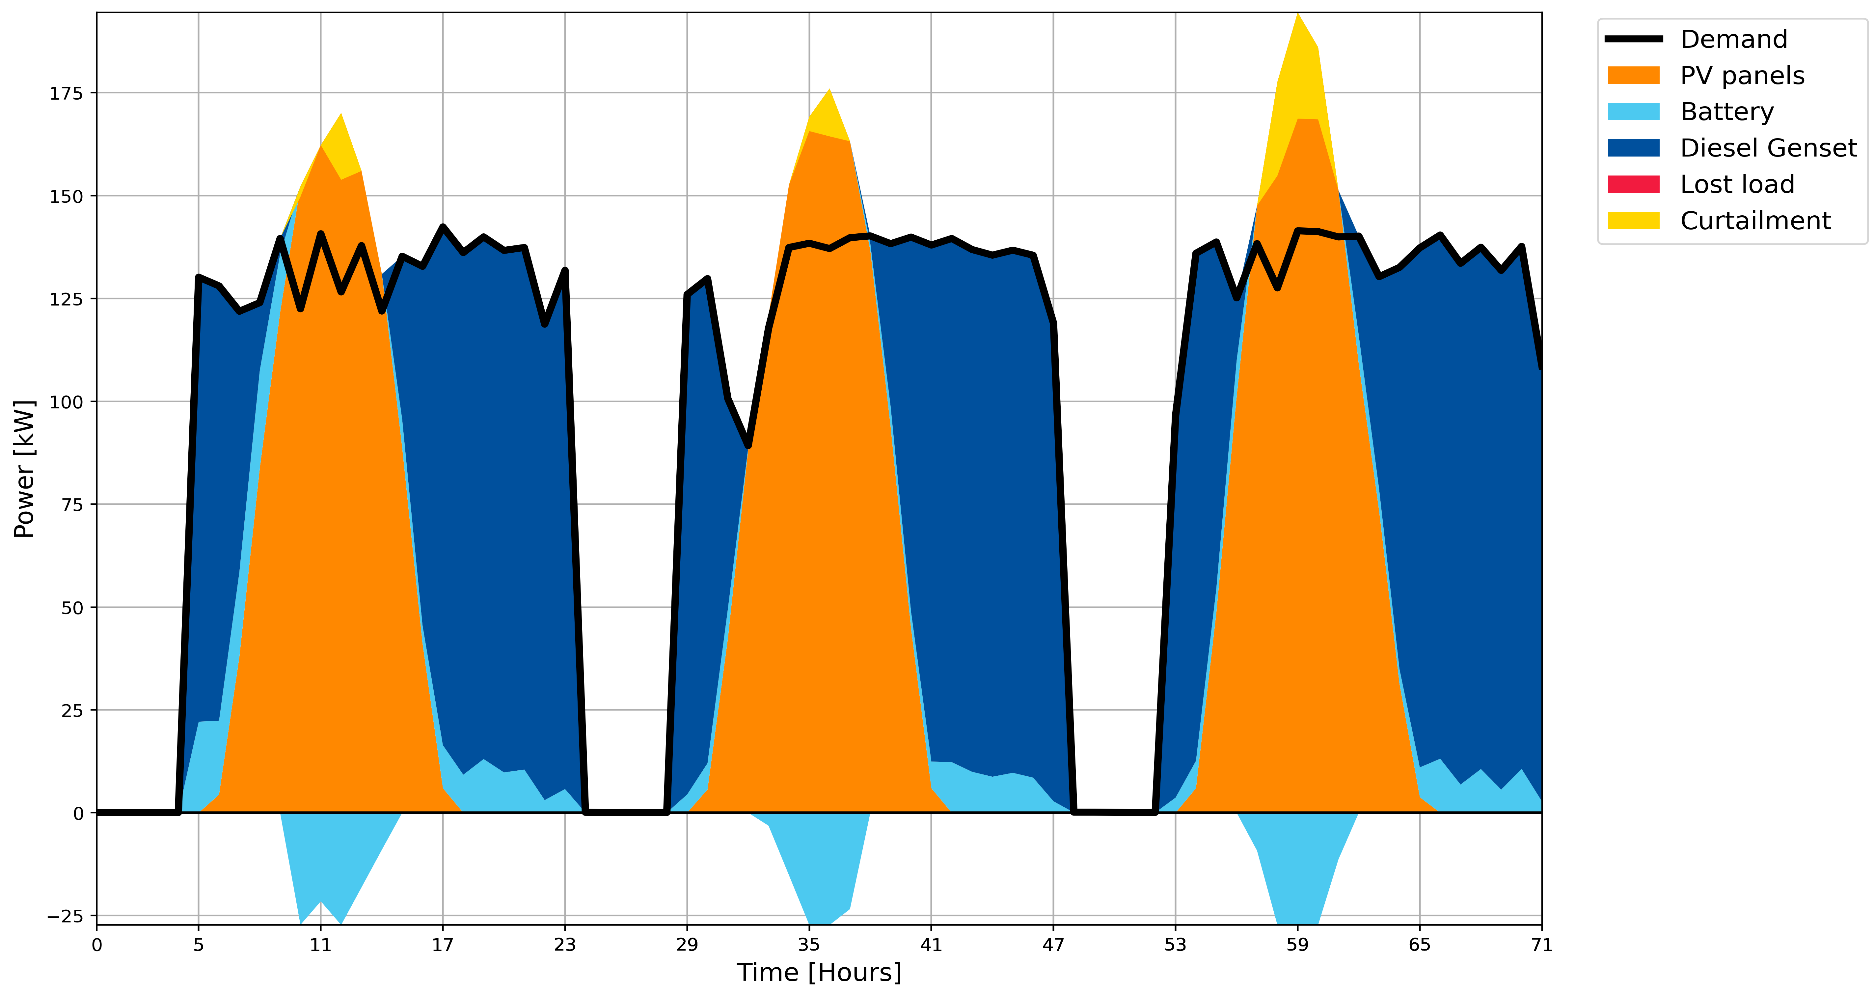 175
150
125
100
75
50
25
0
−25
Power [kW]
0 5 11 17 23 29 35 41 47 53 59 65 71
Time [Hours]
Demand
PV panels
Battery
Diesel Genset
Lost load
Curtailment